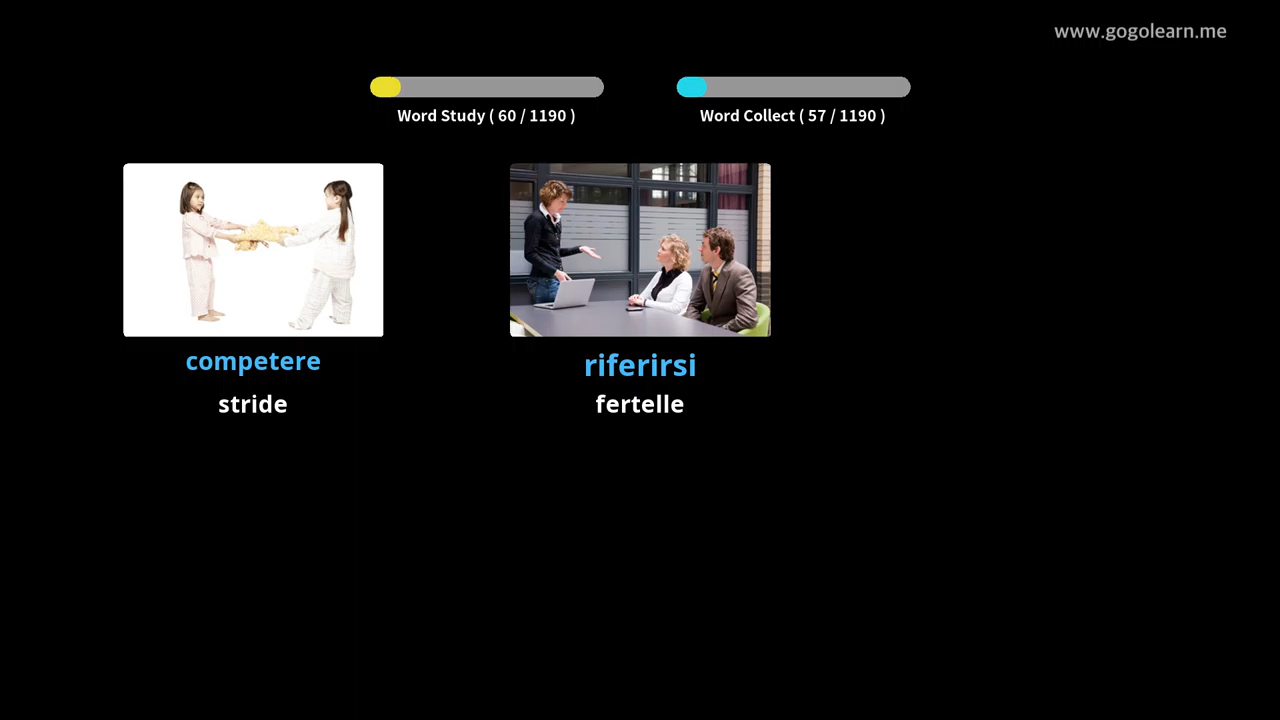 www.gogolearn.me
Word Study ( 60 / 1190 )
Word Collect ( 57 / 1190 )
competere
stride
riferirsi
fertelle